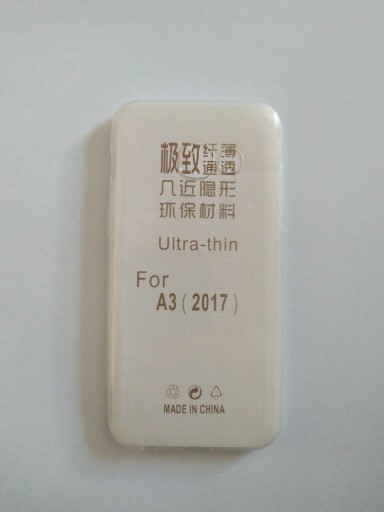 极致纤薄通透
几近隐形
环保材料
Ultra-thin
For
A3(2017)
MADE IN CHINA